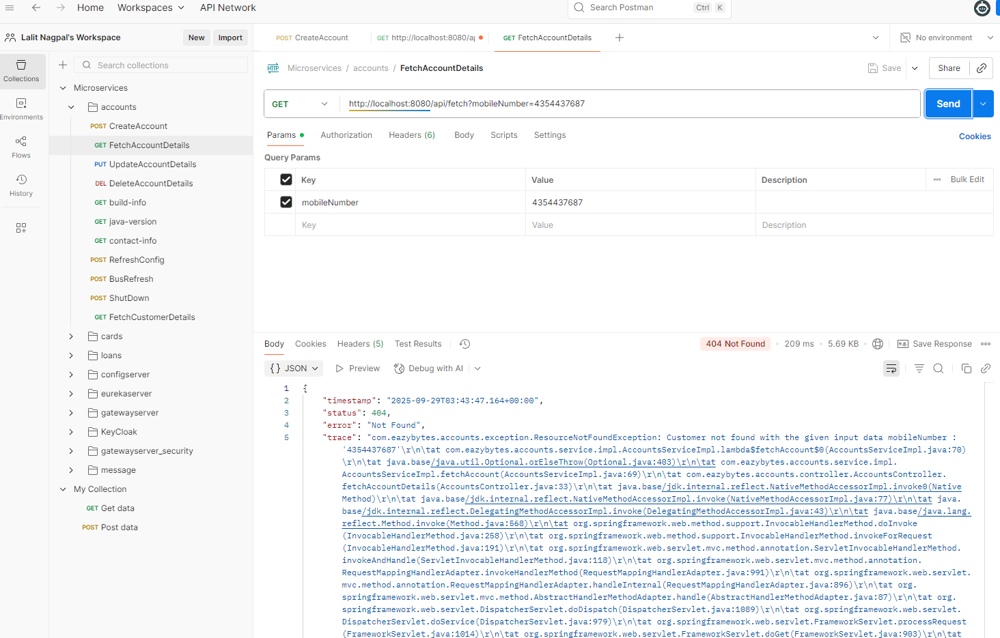 Home
Workspaces
API Network
Search Postman
Ctrl
K
Lalit Nagpal's Workspace
New
Import
POST CreateAccount
GET http://localhost:8080/ap
GET FetchAccountDetails
No environment
Collections
Environments
Flows
History
Search collections
Microservices
accounts
POST CreateAccount
GET FetchAccountDetails
PUT UpdateAccountDetails
DEL DeleteAccountDetails
GET build-info
GET java-version
GET contact-info
POST RefreshConfig
POST BusRefresh
POST ShutDown
GET FetchCustomerDetails
cards
loans
configserver
eurekaserver
gatewayserver
KeyCloak
gatewayserver_security
message
My Collection
GET Get data
POST Post data
HTTP
Microservices / accounts / FetchAccountDetails
Save
Share
GET
http://localhost:8080/api/fetch?mobileNumber=4354437687
Send
Params
Authorization
Headers (6)
Body
Scripts
Settings
Cookies
Query Params
Key
Value
Description
Bulk Edit
mobileNumber
4354437687
Key
Value
Description
Body
Cookies
Headers (5)
Test Results
404 Not Found
209 ms
5.69 KB
e.g.
Save Response
{} JSON
Preview
Debug with AI
1 {
2 "timestamp": "2025-09-29T03:43:47.164+00:00",
3 "status": 404,
4 "error": "Not Found",
5 "trace": "com.eazybytes.accounts.exception.ResourceNotFoundException: Customer not found with the given input data mobileNumber :
'4354437687'\r\n\tat com.eazybytes.accounts.service.impl.AccountsServiceImpl.lambda$fetchAccount$0(AccountsServiceImpl.java:70)
\r\n\tat java.base/java.util.Optional.orElseThrow(Optional.java:403)\r\n\tat com.eazybytes.accounts.service.impl.
AccountsServiceImpl.fetchAccount(AccountsServiceImpl.java:69)\r\n\tat com.eazybytes.accounts.controller.AccountsController.
fetchAccountDetails(AccountsController.java:33)\r\n\tat java.base/jdk.internal.reflect.NativeMethodAccessorImpl.invoke0(Native
Method)\r\n\tat java.base/jdk.internal.reflect.NativeMethodAccessorImpl.invoke(NativeMethodAccessorImpl.java:77)\r\n\tat java.
base/jdk.internal.reflect.DelegatingMethodAccessorImpl.invoke(DelegatingMethodAccessorImpl.java:43)\r\n\tat java.base/java.lang.
reflect.Method.invoke(Method.java:568)\r\n\tat org.springframework.web.method.support.InvocableHandlerMethod.doInvoke
(InvocableHandlerMethod.java:258)\r\n\tat org.springframework.web.method.support.InvocableHandlerMethod.invokeForRequest
(InvocableHandlerMethod.java:191)\r\n\tat org.springframework.web.servlet.mvc.method.annotation.ServletInvocableHandlerMethod.
invokeAndHandle(ServletInvocableHandlerMethod.java:118)\r\n\tat org.springframework.web.servlet.mvc.method.annotation.
RequestMappingHandlerAdapter.invokeHandlerMethod(RequestMappingHandlerAdapter.java:991)\r\n\tat org.springframework.web.servlet.
mvc.method.annotation.RequestMappingHandlerAdapter.handleInternal(RequestMappingHandlerAdapter.java:896)\r\n\tat org.
springframework.web.servlet.mvc.method.AbstractHandlerMethodAdapter.handle(AbstractHandlerMethodAdapter.java:87)\r\n\tat org.
springframework.web.servlet.DispatcherServlet.doDispatch(DispatcherServlet.java:1089)\r\n\tat org.springframework.web.servlet.
DispatcherServlet.doService(DispatcherServlet.java:979)\r\n\tat org.springframework.web.servlet.FrameworkServlet.processRequest
(FrameworkServlet.java:1014)\r\n\tat org.springframework.web.servlet.FrameworkServlet.doGet(FrameworkServlet.java:903)\r\n\tat